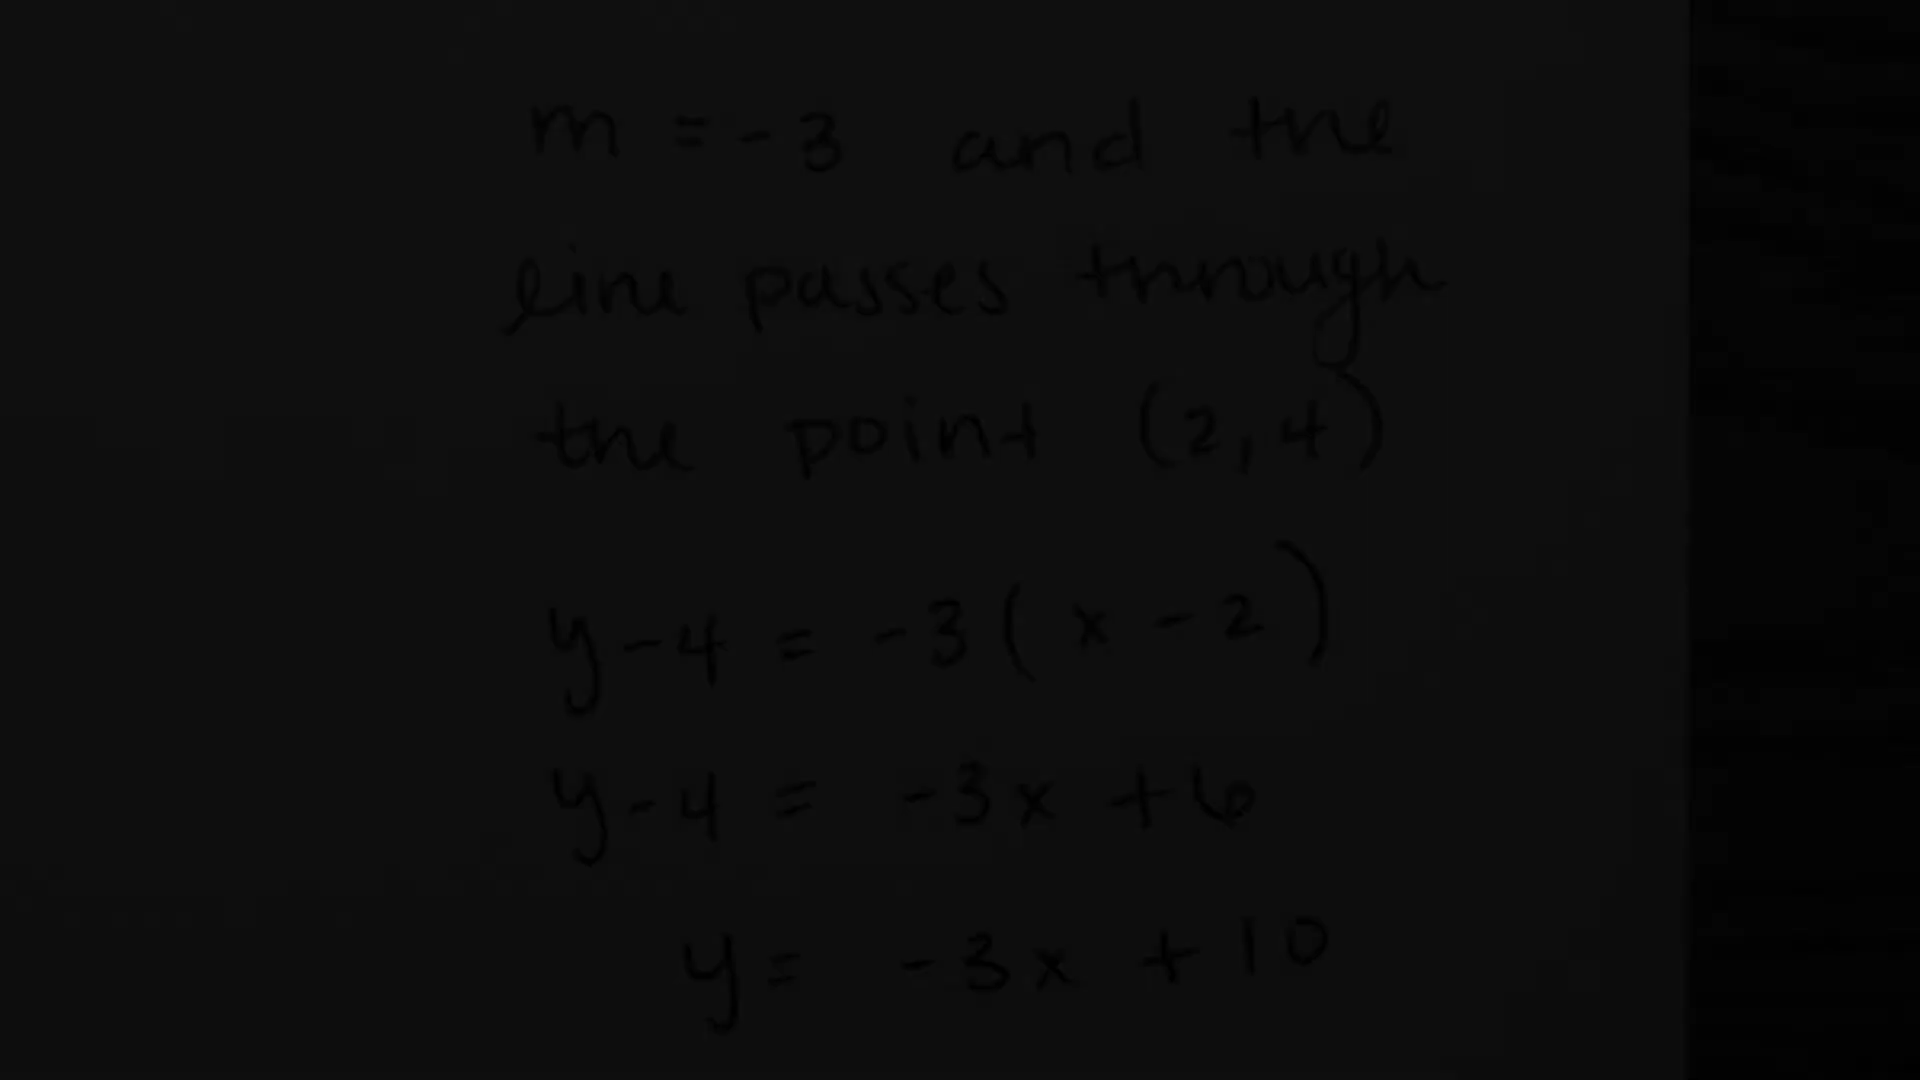 m = -3 and the
line passes through
the point (2,4)
y-4 = -3(x-2)
y-4 = -3x +6
y= -3x +10